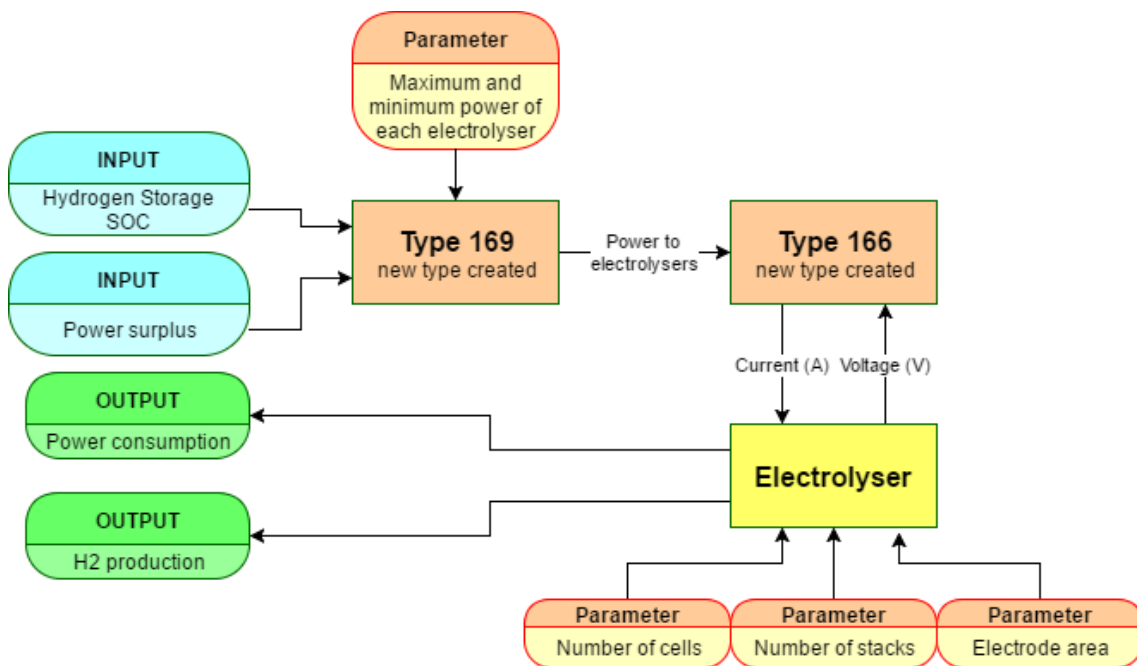 Parameter
Maximum and
minimum power of
each electrolyser
INPUT
Hydrogen Storage
SOC
INPUT
Power surplus
Type 169
new type created
Power to
electrolysers
Type 166
new type created
Current (A)
Voltage (V)
OUTPUT
Power consumption
OUTPUT
H2 production
Electrolyser
Parameter
Number of cells
Parameter
Number of stacks
Parameter
Electrode area